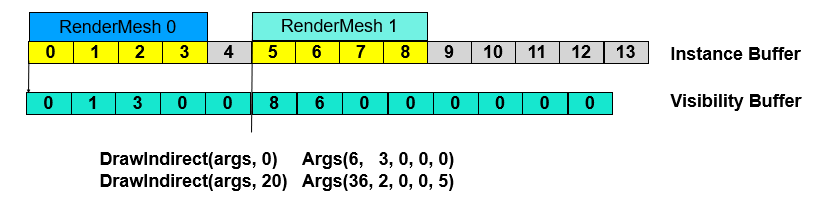 RenderMesh 0 RenderMesh 1
0 1 2 3 4 5 6 7 8 9 10 11 12 13 Instance Buffer
0 1 3 0 0 8 6 0 0 0 0 0 0 Visibility Buffer
DrawIndirect(args, 0) Args(6, 3, 0, 0, 0)
DrawIndirect(args, 20) Args(36, 2, 0, 0, 5)